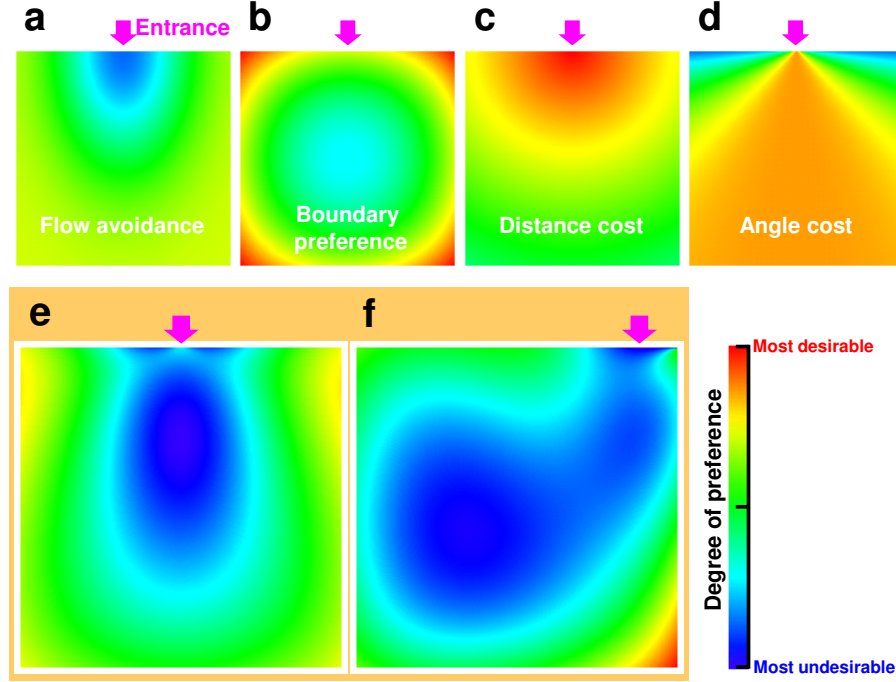 a
Entrance
b
c
d
Flow avoidance
Boundary
preference
Distance cost
Angle cost
e
f
Most desirable
Degree of preference
Most undesirable